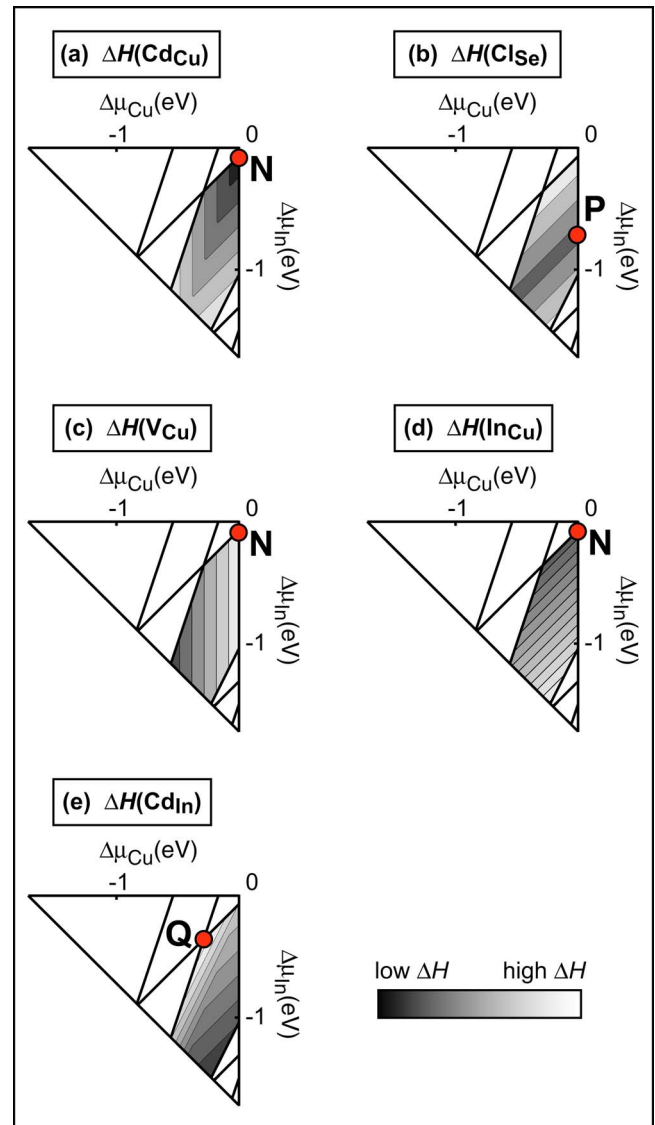 (a) ΔH(CdCu)
(b) ΔH(ClSe)
ΔμCu(eV)
ΔμCu(eV)
-1
0
-1
0
N
P
ΔμIn(eV)
ΔμIn(eV)
-1
-1
(c) ΔH(VCu)
(d) ΔH(InCu)
ΔμCu(eV)
ΔμCu(eV)
-1
0
-1
0
N
N
ΔμIn(eV)
ΔμIn(eV)
-1
-1
(e) ΔH(CdIn)
ΔμCu(eV)
-1
0
Q
ΔμIn(eV)
-1
low ΔH high ΔH